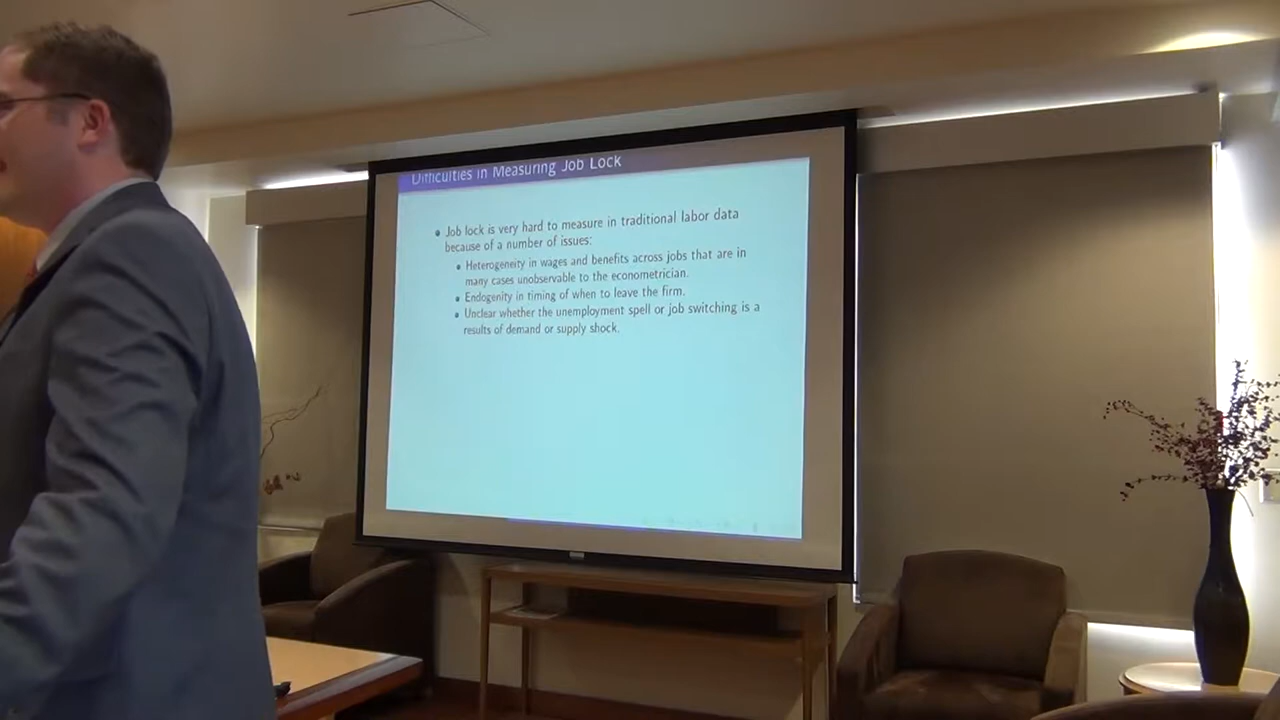 Difficulties in Measuring Job Lock
Job lock is very hard to measure in traditional labor data
because of a number of issues:
Heterogeneity in wages and benefits across jobs that are in
many cases unobservable to the econometrician.
Endogenity in timing of when to leave the firm.
Unclear whether the unemployment spell or job switching is a
results of demand or supply shock.